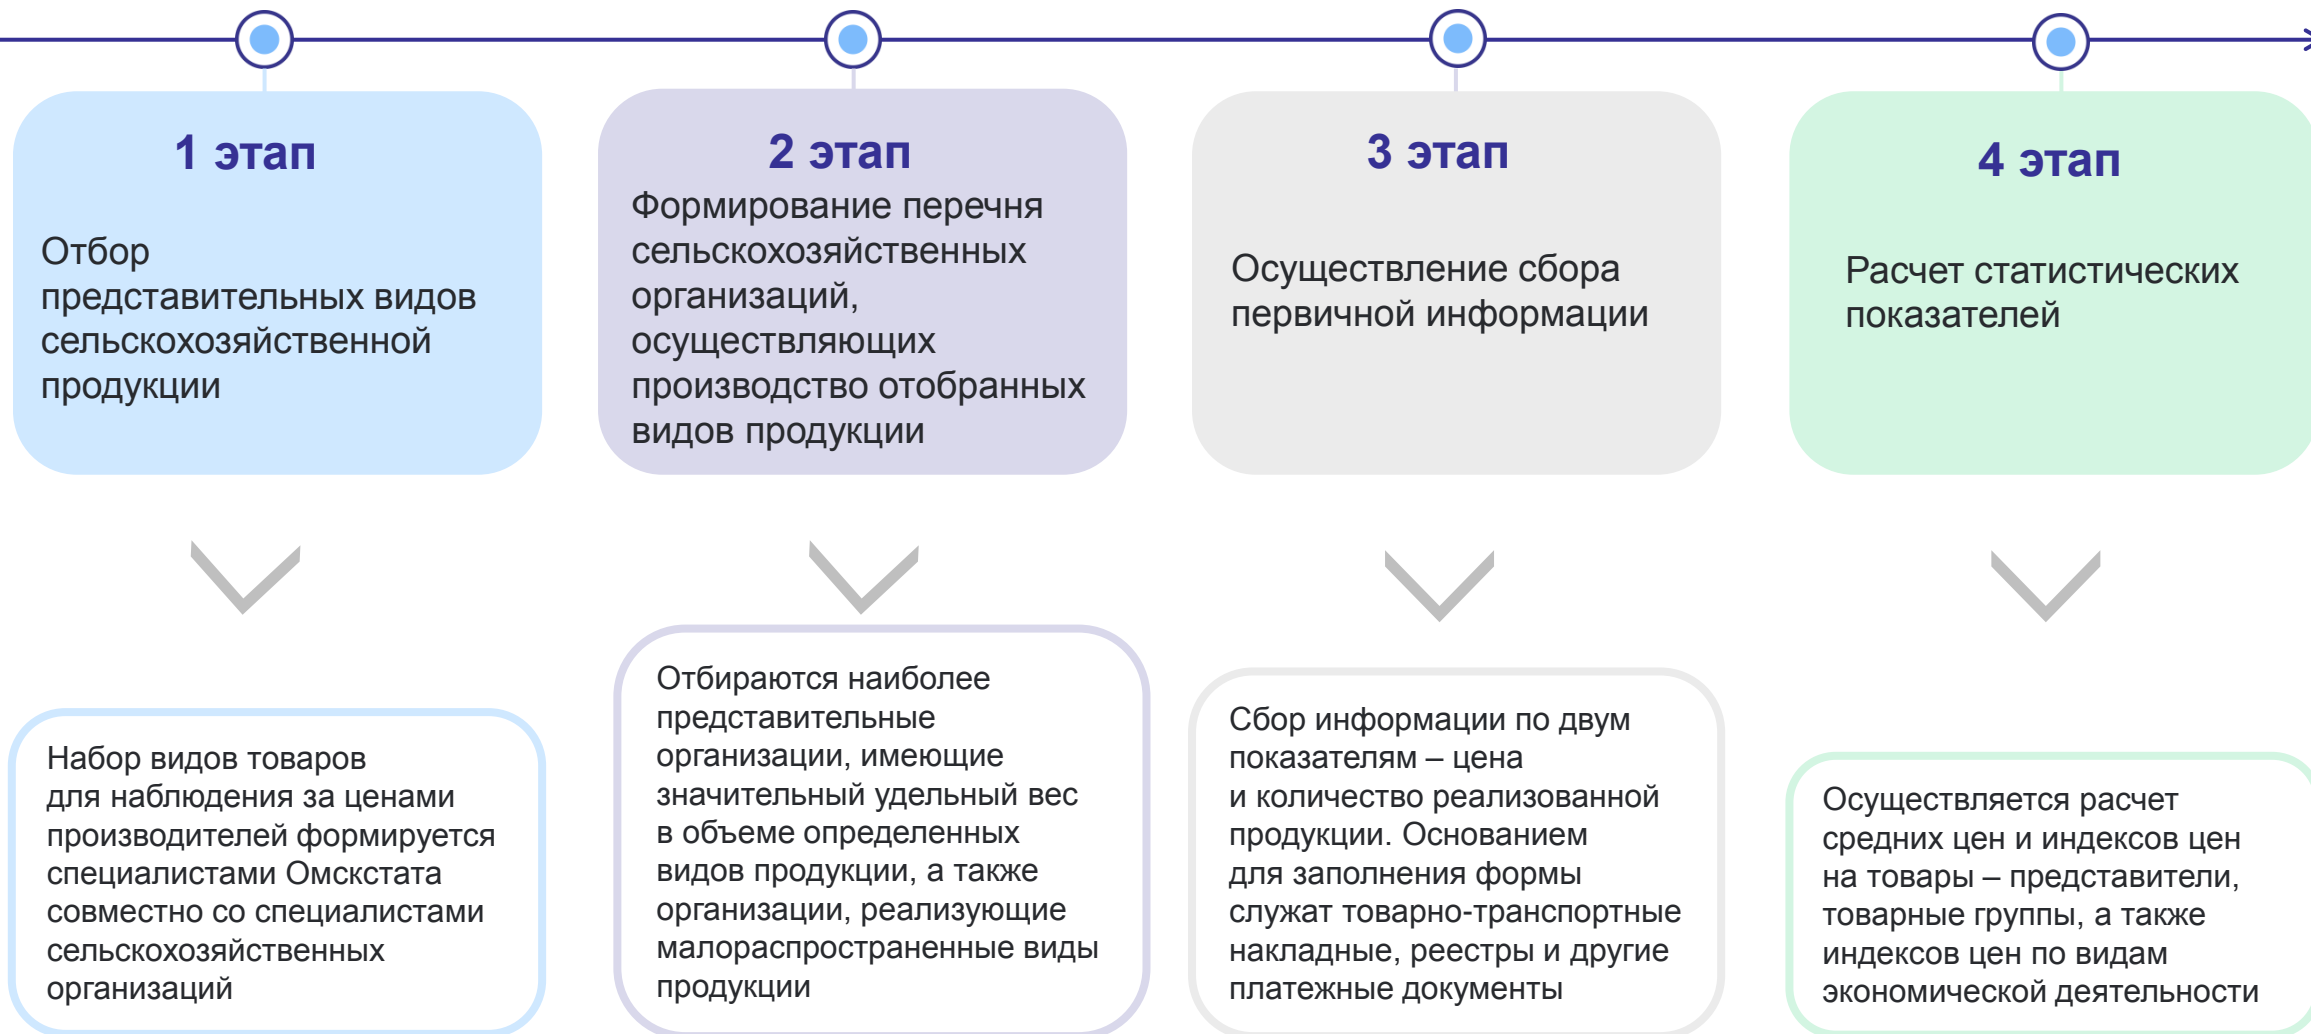 1 этап
Отбор
представительных видов
сельскохозяйственной
продукции
2 этап
Формирование перечня
сельскохозяйственных
организаций,
осуществляющих
производство отобранных
видов продукции
3 этап
Осуществление сбора
первичной информации
4 этап
Расчет статистических
показателей
Набор видов товаров
для наблюдения за ценами
производителей формируется
специалистами Омскстата
совместно со специалистами
сельскохозяйственных
организаций
Отбираются наиболее
представительные
организации, имеющие
значительный удельный вес
в объеме определенных
видов продукции, а также
организации, реализующие
малораспространенные виды
продукции
Сбор информации по двум
показателям – цена
и количество реализованной
продукции. Основанием
для заполнения формы
служат товарно-транспортные
накладные, реестры и другие
платежные документы
Осуществляется расчет
средних цен и индексов цен
на товары – представители,
товарные группы, а также
индексов цен по видам
экономической деятельности